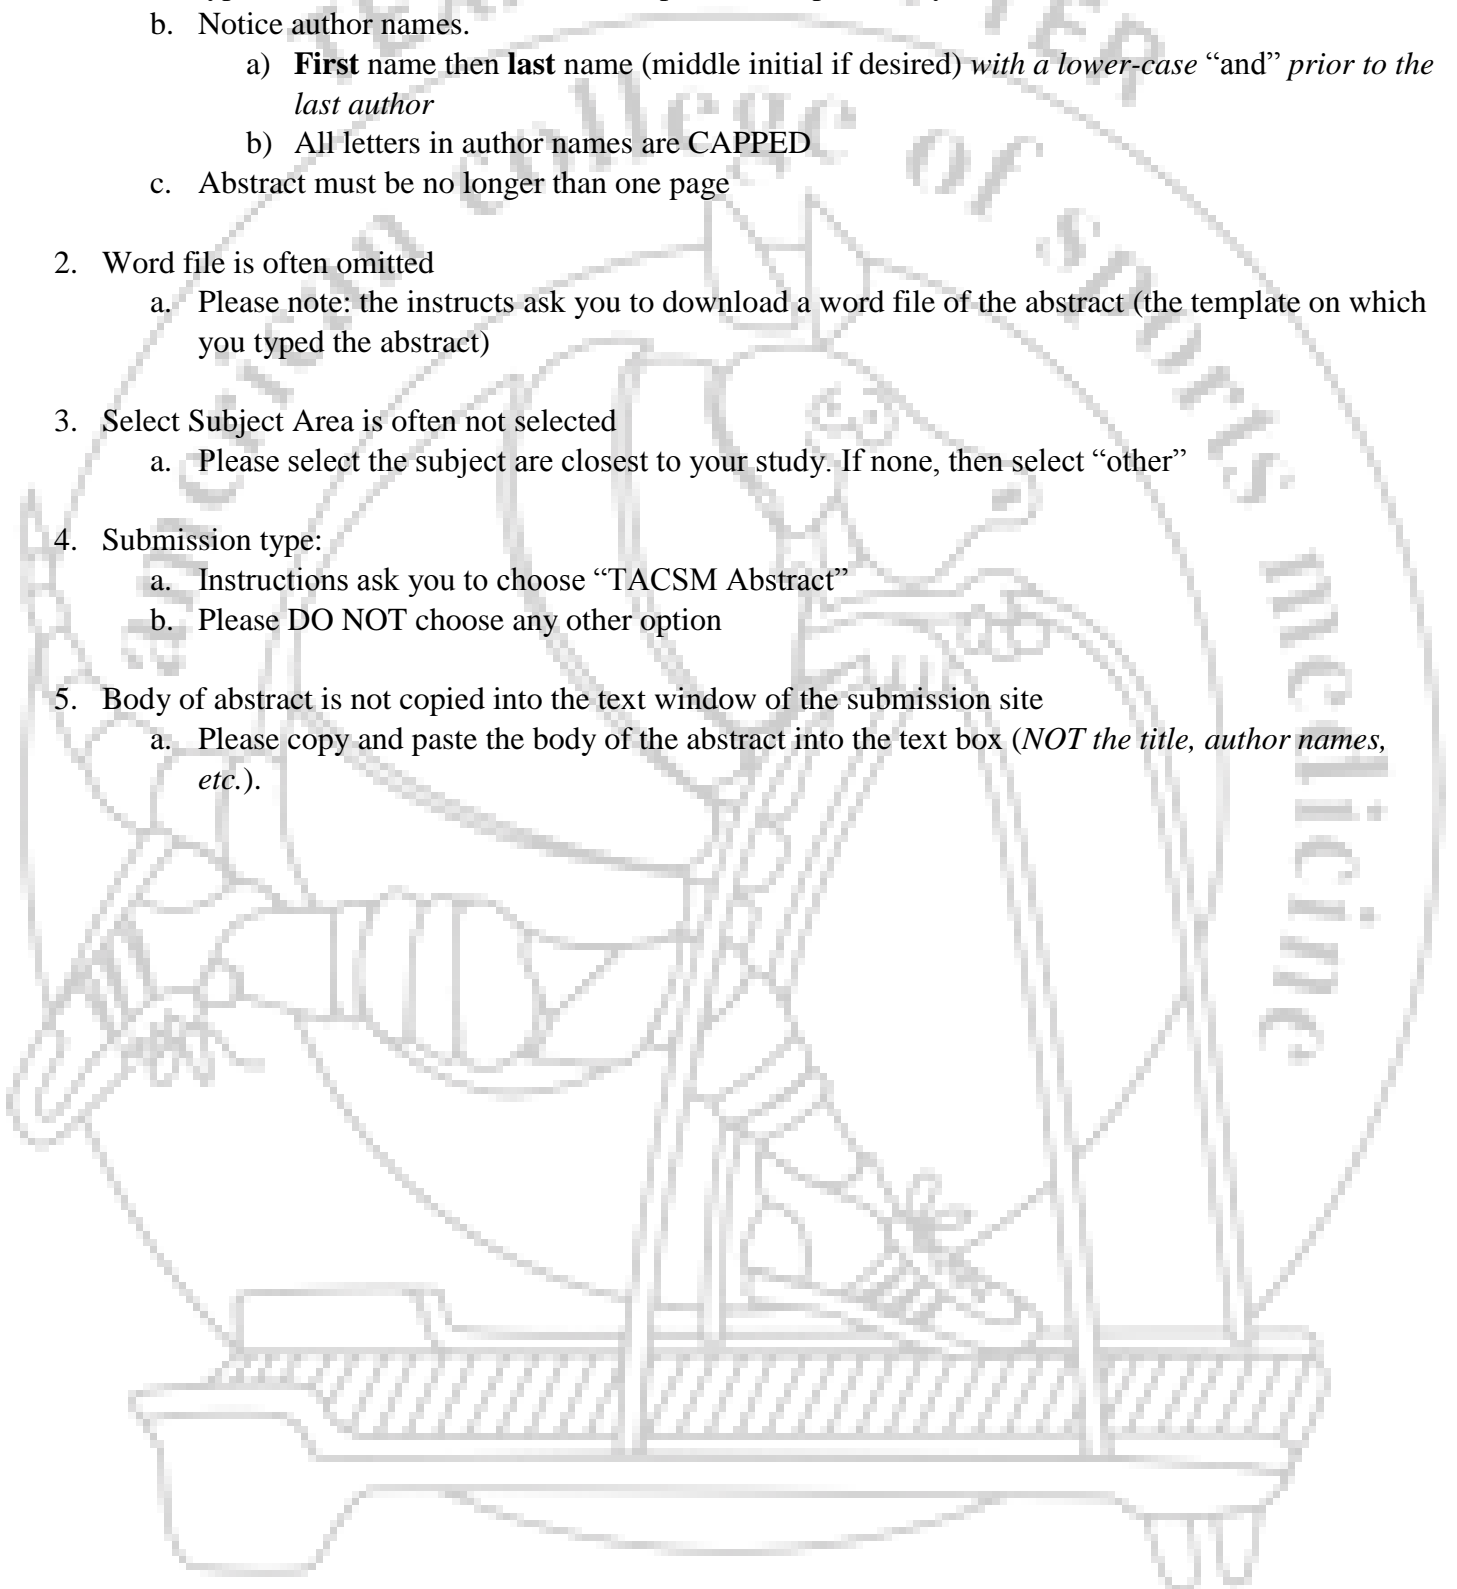 b. Notice author names.
a) First name then last name (middle initial if desired) with a lower-case “and” prior to the
last author
b) All letters in author names are CAPPED
c. Abstract must be no longer than one page
2. Word file is often omitted
a. Please note: the instructs ask you to download a word file of the abstract (the template on which
you typed the abstract)
3. Select Subject Area is often not selected
a. Please select the subject are closest to your study. If none, then select “other”
4. Submission type:
a. Instructions ask you to choose “TACSM Abstract”
b. Please DO NOT choose any other option
5. Body of abstract is not copied into the text window of the submission site
a. Please copy and paste the body of the abstract into the text box (NOT the title, author names,
etc.).
american college of sports medicine